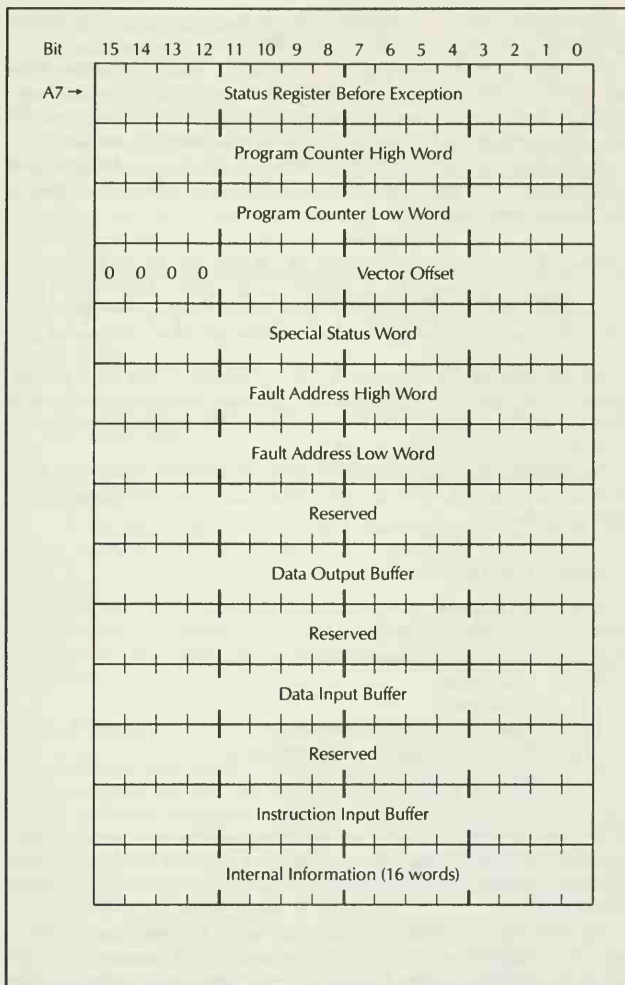 Bit 15 14 13 12 11 10 9 8 7 6 5 4 3 2 1 0
A7 → Status Register Before Exception
Program Counter High Word
Program Counter Low Word
0 0 0 0 Vector Offset
Special Status Word
Fault Address High Word
Fault Address Low Word
Reserved
Data Output Buffer
Reserved
Data Input Buffer
Reserved
Instruction Input Buffer
Internal Information (16 words)